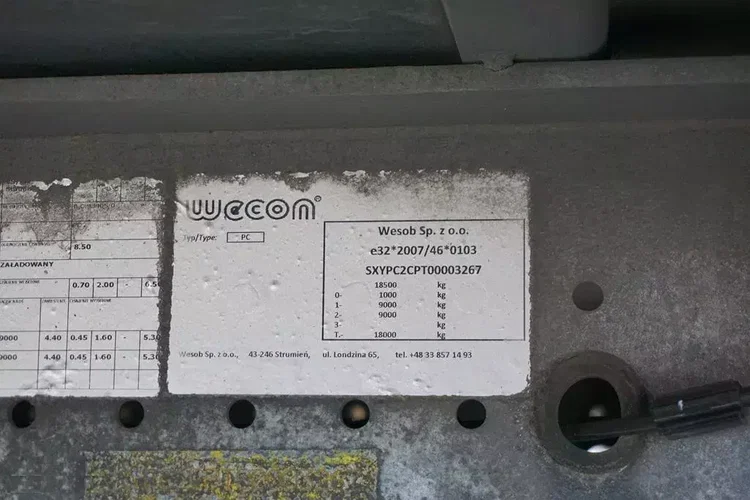 8.50
ZAŁADOWANY
0.70 2.00 -
9000 4.40 0.45 1.60 - 5.30
9000 4.40 0.45 1.60 - 5.30
wecon®
Typ/Type: PC
Wesob Sp. z o.o.
e32*2007/46*0103
SXYPC2CPT00003267
18500 kg
0- 1000 kg
1- 9000 kg
2- 9000 kg
3- kg
T.- 18000 kg
Wesob Sp. z o.o., 43-246 Strumień, ul. Londzina 65, tel. +48 33 857 14 93